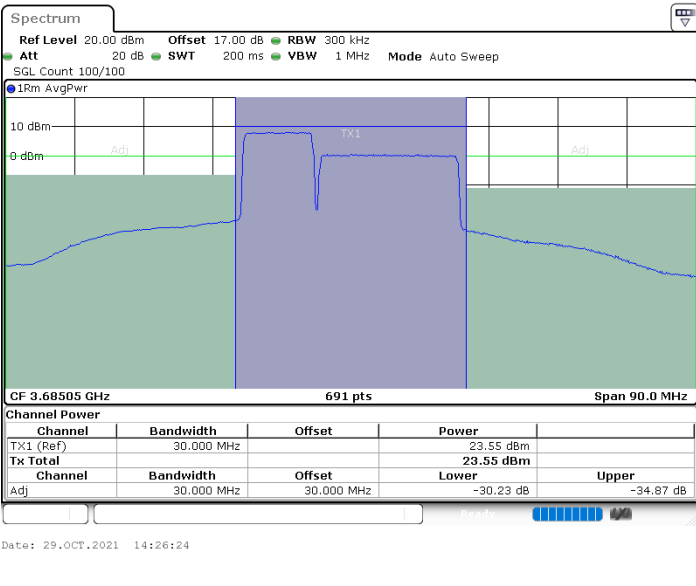 Spectrum
Ref Level 20.00 dBm Offset 17.00 dB RBW 300 kHz
Att 20 dB SWT 200 ms VBW 1 MHz Mode Auto Sweep
SGL Count 100/100
1Rm AvgPwr
10 dBm
TX1
Adj
Adj
0 dBm
CF 3.68505 GHz 691 pts Span 90.0 MHz
Channel Power
Channel Bandwidth Offset Power
TX1 (Ref) 30.000 MHz 23.55 dBm
Tx Total 23.55 dBm
Channel Bandwidth Offset Lower Upper
Adj 30.000 MHz 30.000 MHz -30.23 dB -34.87 dB
Ready
Date: 29.OCT.2021 14:26:24